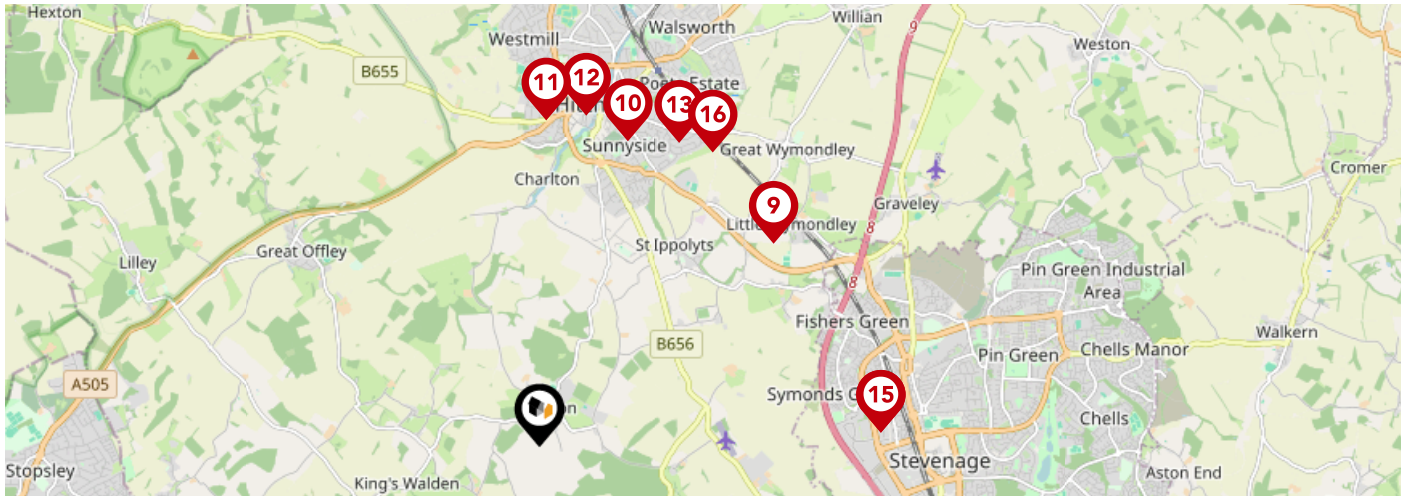 Hexton
Willian
Walsworth
Westmill
Weston
9
B655
11
12
10
13
16
Sunnyside
Great Wymondley
Cromer
Charlton
9
Graveley
8
St Ippolyts
Great Offley
Lilley
Pin Green Industrial
Area
8
Fishers Green
Walkern
B656
Pin Green
Chells Manor
A505
15
Chells
Stevenage
Stopsley
King's Walden
Aston End